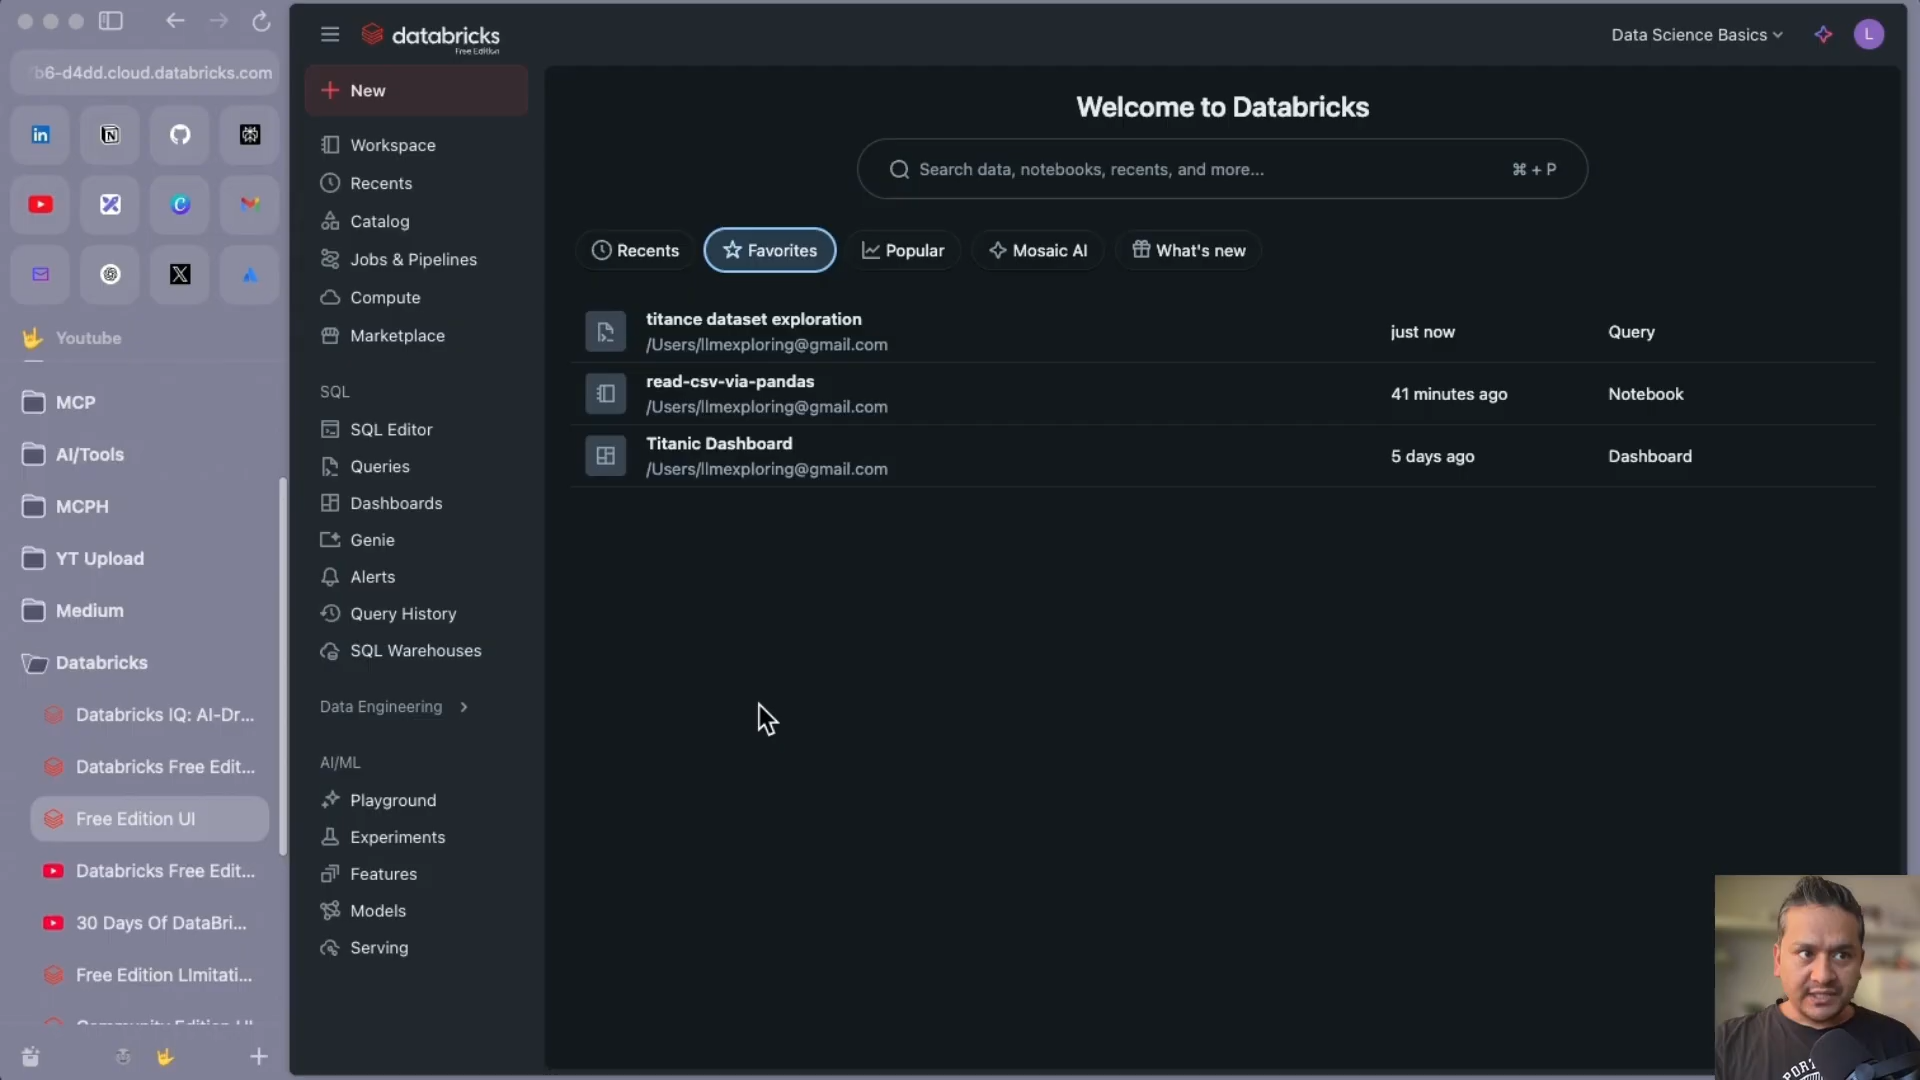 b6-d4dd.cloud.databricks.com
Youtube
MCP
AI/Tools
MCPH
YT Upload
Medium
Databricks
Databricks IQ: AI-Dr...
Databricks Free Edit...
Free Edition UI
Databricks Free Edit...
30 Days Of DataBri...
Free Edition LImitati...
databricks
Free Edition
Data Science Basics
L
New
Workspace
Recents
Catalog
Jobs & Pipelines
Compute
Marketplace
SQL
SQL Editor
Queries
Dashboards
Genie
Alerts
Query History
SQL Warehouses
Data Engineering
AI/ML
Playground
Experiments
Features
Models
Serving
Welcome to Databricks
Search data, notebooks, recents, and more... ⌘ + P
Recents Favorites Popular Mosaic AI What's new
titance dataset exploration
/Users/llmexploring@gmail.com
just now Query
read-csv-via-pandas
/Users/llmexploring@gmail.com
41 minutes ago Notebook
Titanic Dashboard
/Users/llmexploring@gmail.com
5 days ago Dashboard